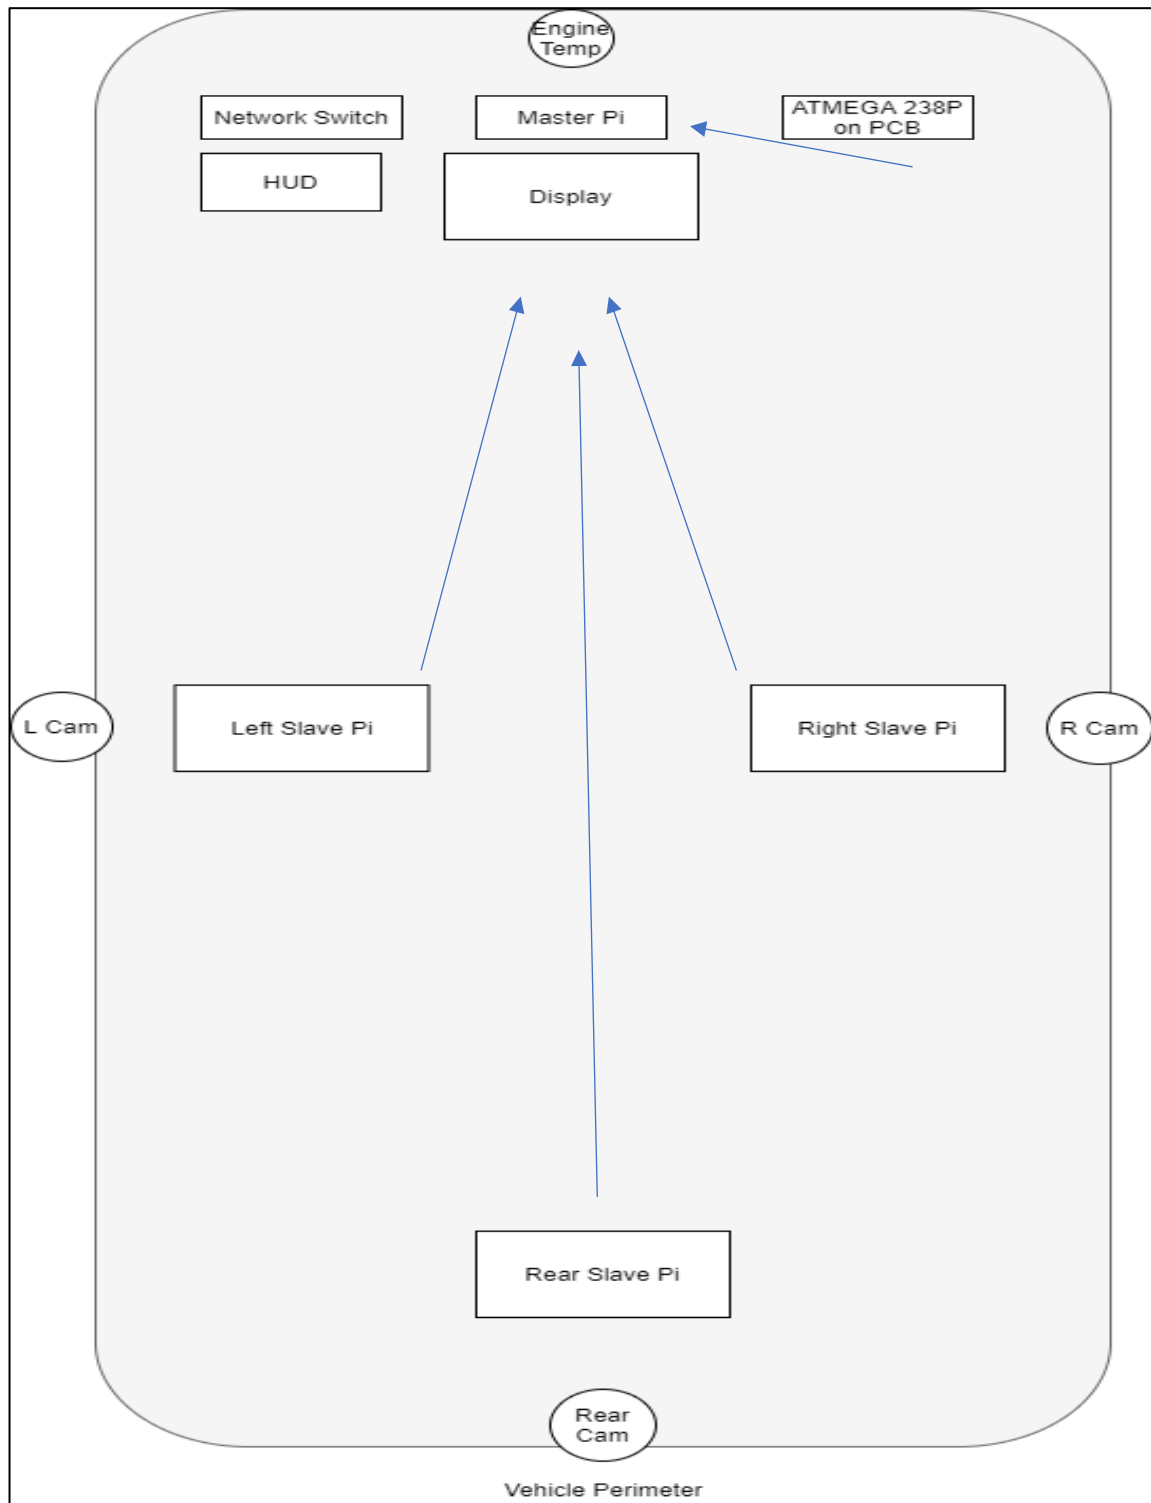 Engine
Temp
Network Switch
Master Pi
ATMEGA 238P
on PCB
HUD
Display
L Cam
Left Slave Pi
Right Slave Pi
R Cam
Rear Slave Pi
Rear
Cam
Vehicle Perimeter